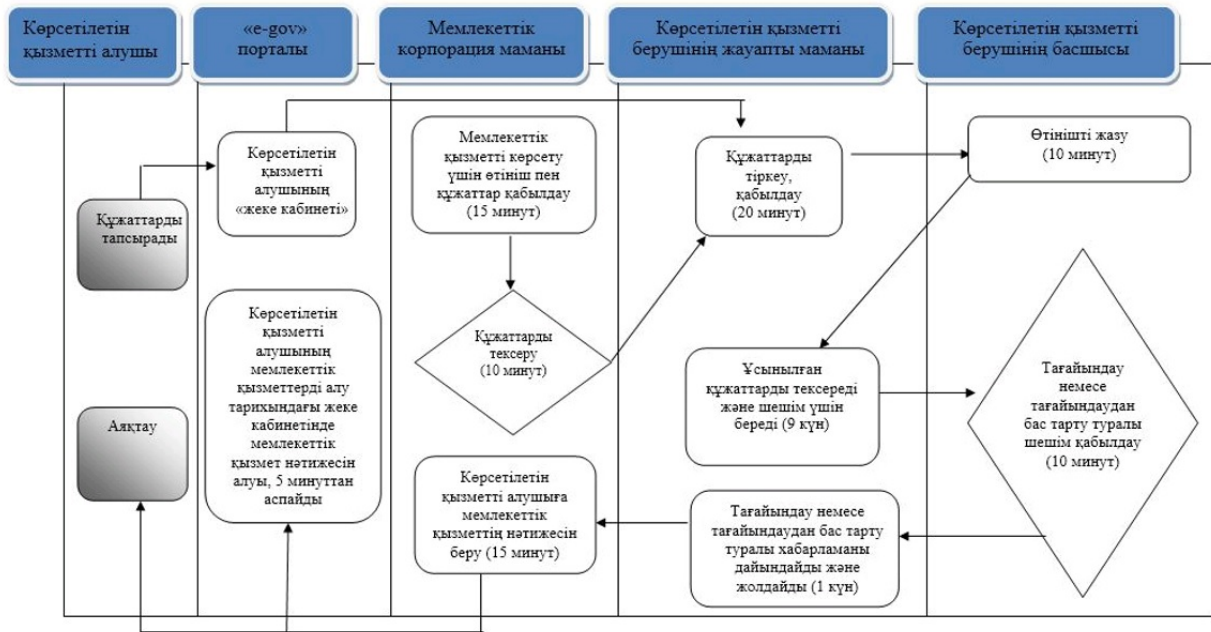 Көрсетілетін
қызметті алушы
«e-gov»
порталы
Мемлекеттік
корпорация маманы
Көрсетілетін қызметті
берушінің жауапты маманы
Көрсетілетін қызметті
берушінің басшысы
Құжаттарды
тапсырады
Аяқтау
Көрсетілетін
қызметті
алушының
«жеке кабинеті»
Көрсетілетін
қызметті
алушының
мемлекеттік
қызметтерді алу
тарихындағы жеке
кабинетінде
мемлекеттік
қызмет нәтижесін
алуы, 5 минуттан
аспайды
Мемлекеттік
қызметті көрсету
үшін өтініш пен
құжаттар қабылдау
(15 минут)
Құжаттарды
тексеру
(10 минут)
Көрсетілетін
қызметті алушыға
мемлекеттік
қызметтің нәтижесін
беру (15 минут)
Құжаттарды
тіркеу,
қабылдау
(20 минут)
Ұсынылған
құжаттарды тексереді
және шешім үшін
береді (9 күн)
Тағайындау немесе
тағайындаудан бас тарту
туралы хабарламаны
дайындайды және
жолдайды (1 күн)
Өтінішті жазу
(10 минут)
Тағайындау
немесе
тағайындаудан
бас тарту туралы
шешім қабылдау
(10 минут)